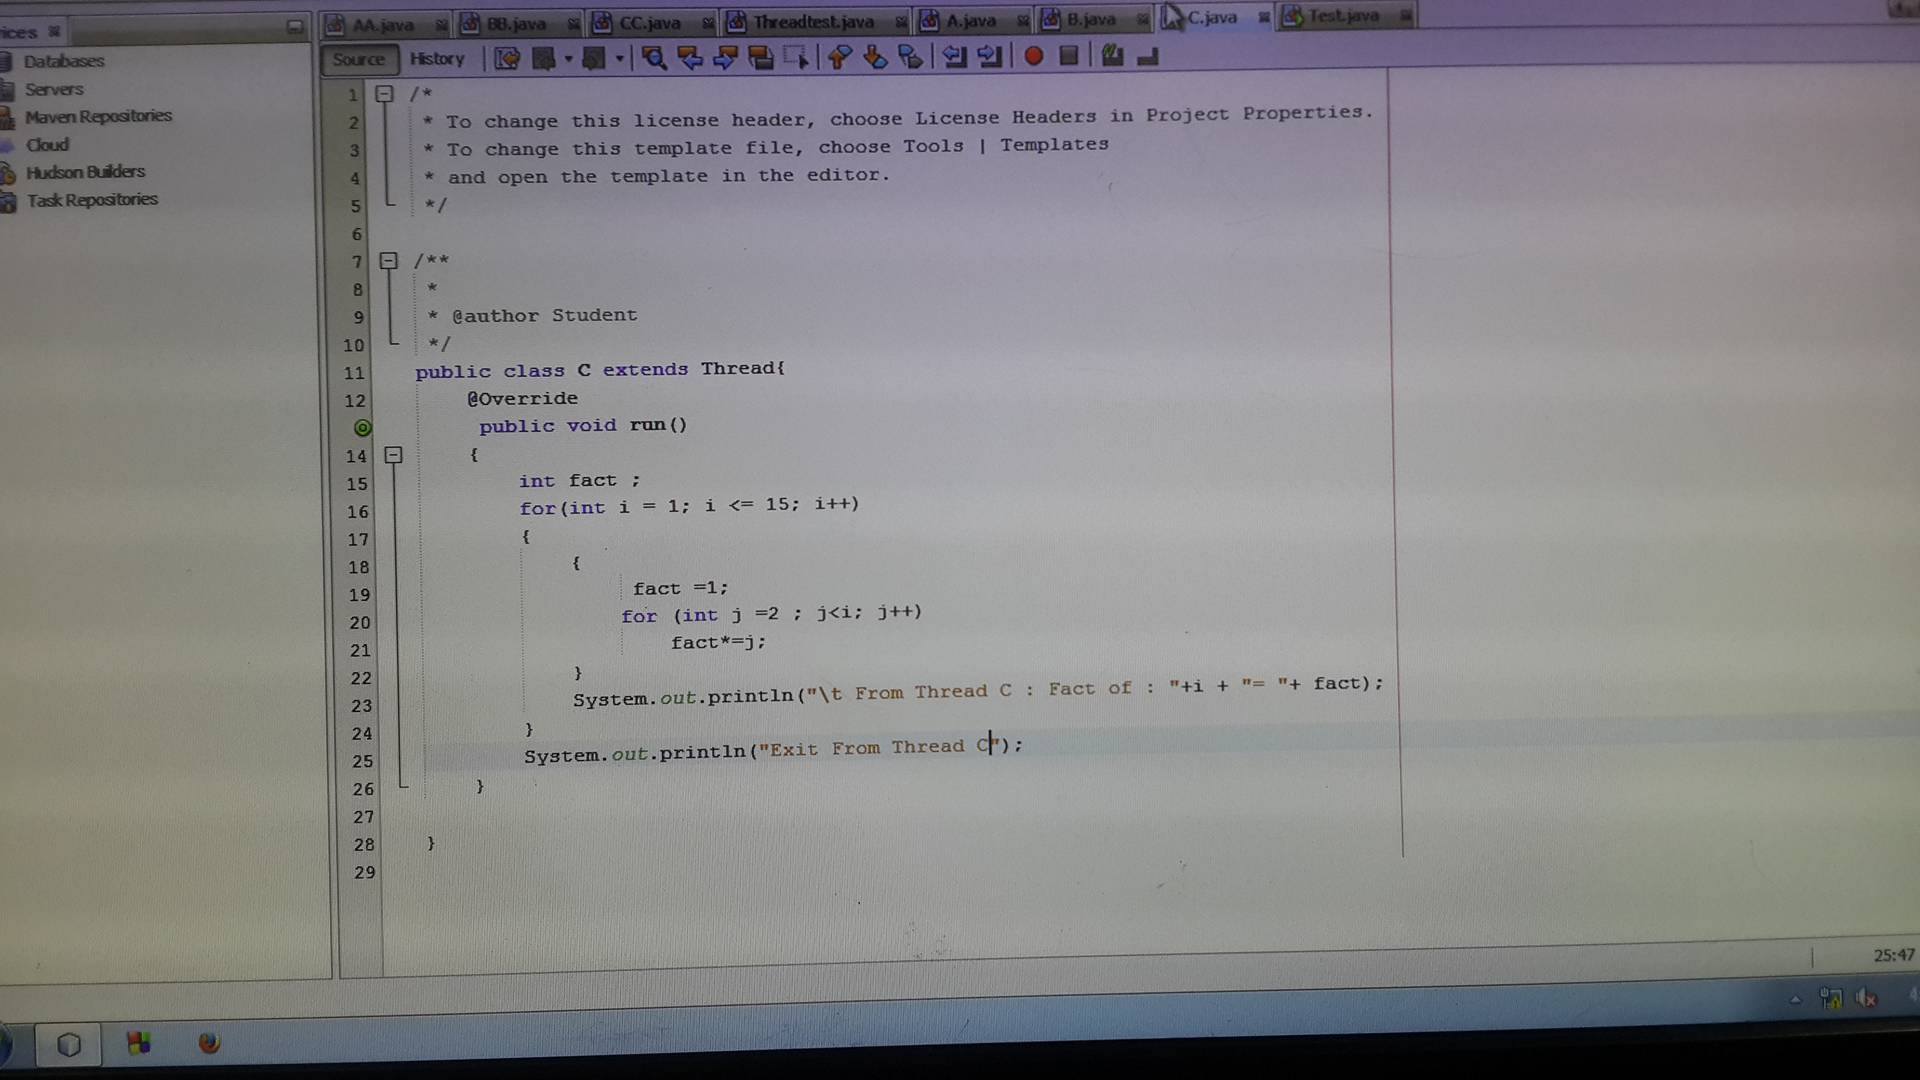 AA.java BB.java CC.java Threadtest.java A.java B.java C.java Test.java
Databases
Servers
Maven Repositories
Cloud
Hudson Builders
Task Repositories
Source History
1 /*
2 * To change this license header, choose License Headers in Project Properties.
3 * To change this template file, choose Tools | Templates
4 * and open the template in the editor.
5 */
6
7 /**
8 *
9 * @author Student
10 */
11 public class C extends Thread{
12 @Override
public void run()
14 {
15 int fact ;
16 for(int i = 1; i <= 15; i++)
17 {
18 {
19 fact =1;
20 for (int j =2 ; j<i; j++)
21 fact*=j;
22 }
23 System.out.println("\t From Thread C : Fact of : "+i + "= "+ fact);
24 }
25 System.out.println("Exit From Thread C");
26 }
27
28 }
29
25:47